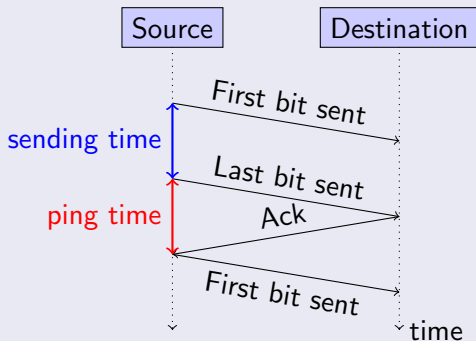 Source
Destination
First bit sent
sending time
Last bit sent
ping time
Ack
First bit sent
time